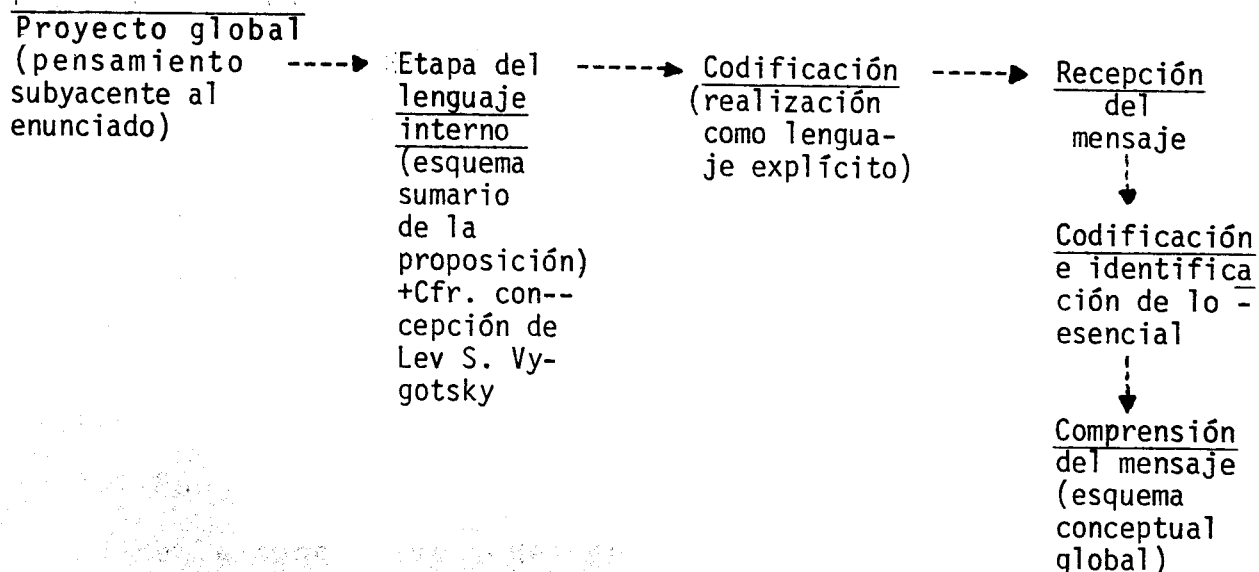 Proyecto global
(pensamiento
subyacente al
enunciado)
Etapa del
lenguaje
interno
(esquema
sumario
de la
proposición)
+Cfr. con--
cepción de
Lev S. Vy-
gotsky
Codificación
(realización
como lengua-
je explícito)
Recepción
del
mensaje
Codificación
e identifica
ción de lo -
esencial
Comprensión
del mensaje
(esquema
conceptual
global)